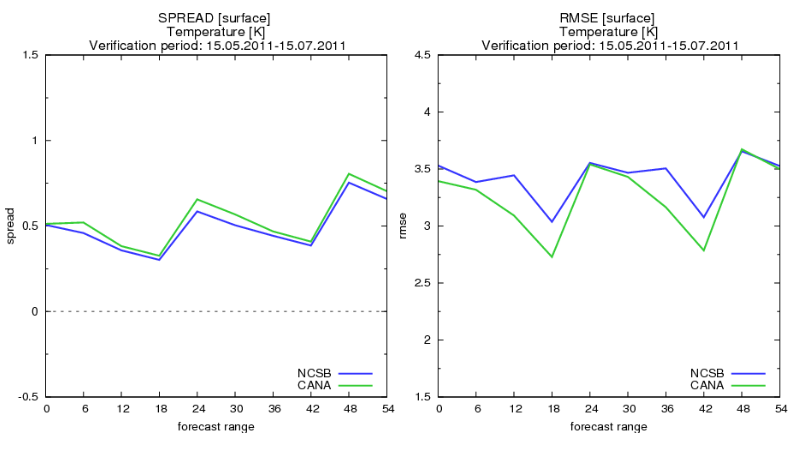 SPREAD [surface]
Temperature [K]
Verification period: 15.05.2011-15.07.2011
1.5
1
0.5
0
-0.5
spread
NCSB
CANA
0 6 12 18 24 30 36 42 48 54
forecast range
RMSE [surface]
Temperature [K]
Verification period: 15.05.2011-15.07.2011
4.5
4
3.5
3
2.5
2
1.5
rmse
NCSB
CANA
0 6 12 18 24 30 36 42 48 54
forecast range